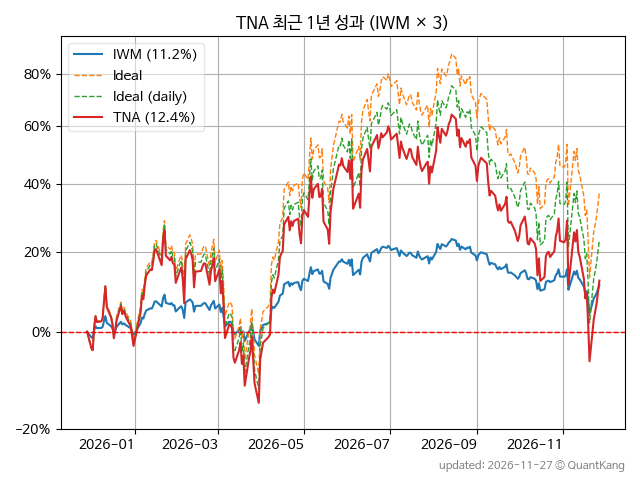 TNA 최근 1년 성과 (IWM × 3)
IWM (11.2%)
Ideal
Ideal (daily)
TNA (12.4%)
80%
60%
40%
20%
0%
−20%
2026-01 2026-03 2026-05 2026-07 2026-09 2026-11
updated: 2026-11-27 © QuantKang